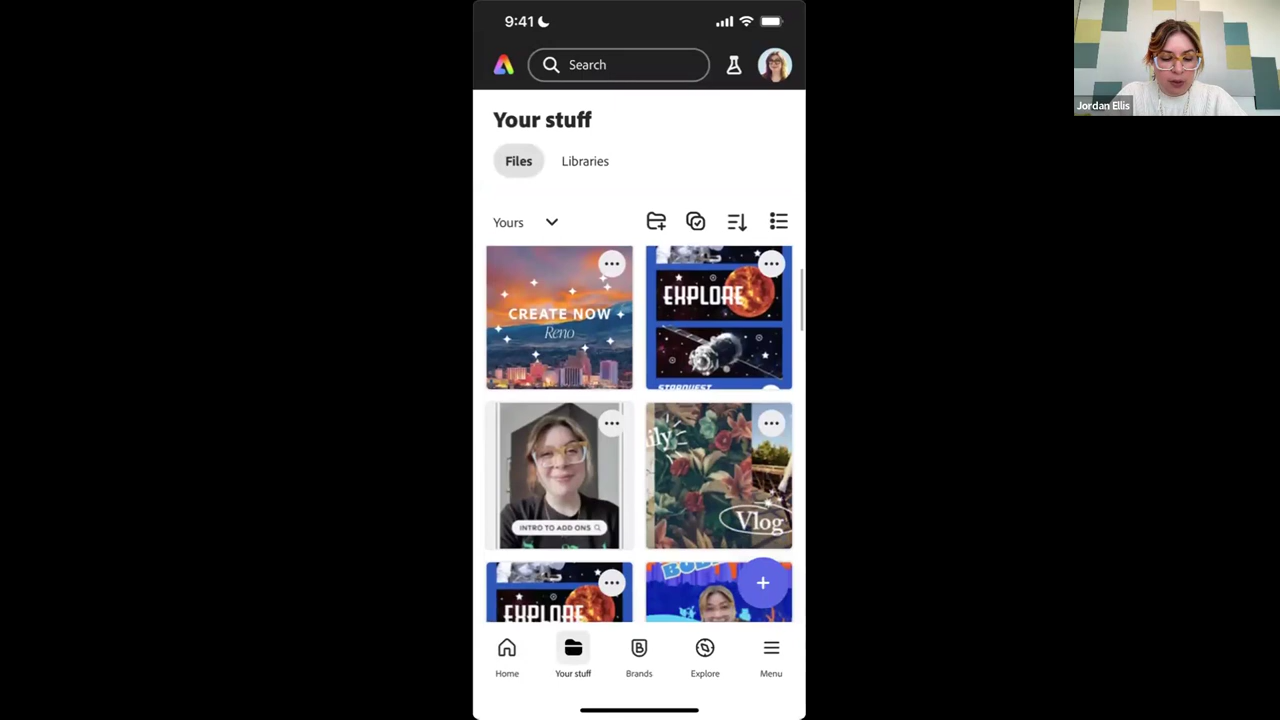 9:41
Search
Jordan Ellis
Your stuff
Files
Libraries
Yours
CREATE NOW
Reno
EXPLORE
STARQUEST
INTRO TO ADD ONS
ily
Vlog
EXPLORE
Home
Your stuff
Brands
Explore
Menu